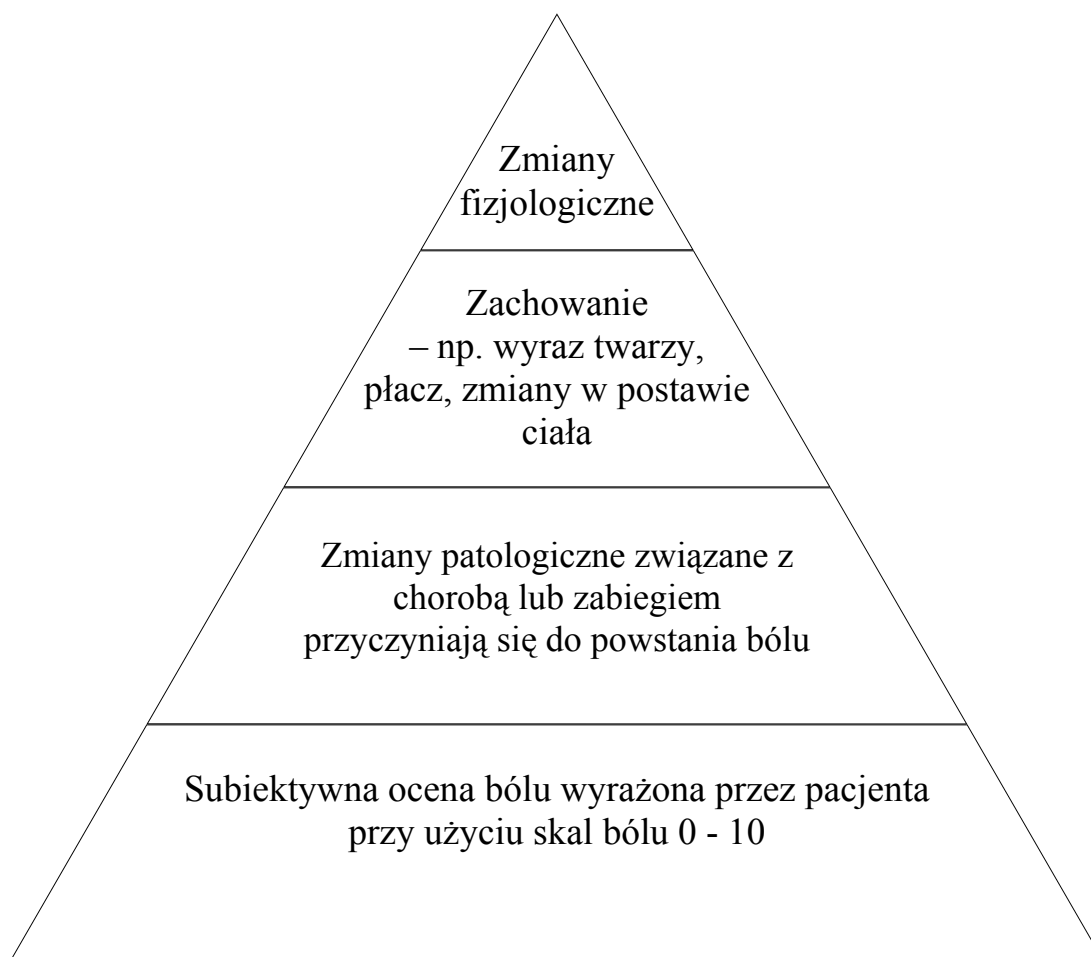 Zmiany
fizjologiczne
Zachowanie
– np. wyraz twarzy,
płacz, zmiany w postawie
ciała
Zmiany patologiczne związane z
chorobą lub zabiegiem
przyczyniają się do powstania bólu
Subiektywna ocena bólu wyrażona przez pacjenta
przy użyciu skal bólu 0 - 10